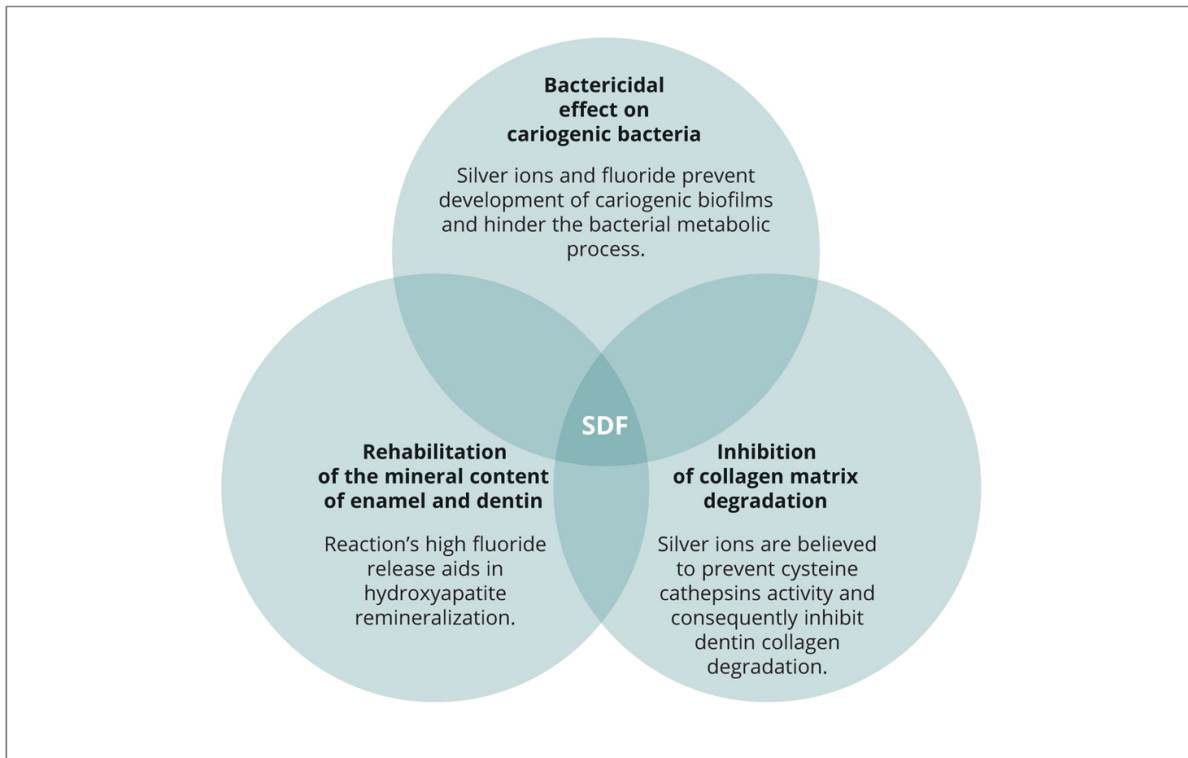 Bactericidal
effect on
cariogenic bacteria
Silver ions and fluoride prevent
development of cariogenic biofilms
and hinder the bacterial metabolic
process.
SDF
Rehabilitation
of the mineral content
of enamel and dentin
Reaction’s high fluoride
release aids in
hydroxyapatite
remineralization.
Inhibition
of collagen matrix
degradation
Silver ions are believed
to prevent cysteine
cathepsins activity and
consequently inhibit
dentin collagen
degradation.